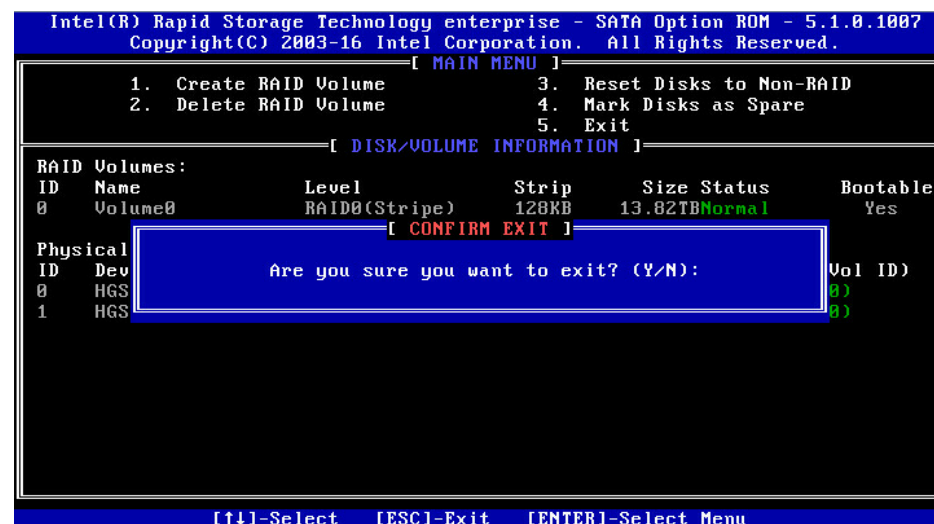 Intel(R) Rapid Storage Technology enterprise - SATA Option ROM - 5.1.0.1007
Copyright(C) 2003-16 Intel Corporation. All Rights Reserved.
[ MAIN MENU ]
1. Create RAID Volume 3. Reset Disks to Non-RAID
2. Delete RAID Volume 4. Mark Disks as Spare
5. Exit
[ DISK/VOLUME INFORMATION ]
RAID Volumes:
ID Name Level Strip Size Status Bootable
0 Volume0 RAID0(Stripe) 128KB 13.82TB Normal Yes
[ CONFIRM EXIT ]
Physical
ID Dev Are you sure you want to exit? (Y/N): Vol ID)
0 HGS 0)
1 HGS 0)
[↑↓]-Select [ESC]-Exit [ENTER]-Select Menu